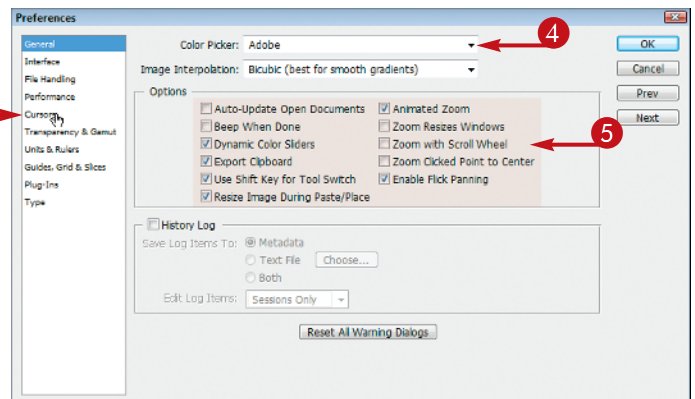 Preferences
General
Interface
File Handling
Performance
Cursors
Transparency & Gamut
Units & Rulers
Guides, Grid & Slices
Plug-Ins
Type
Color Picker: Adobe
4
Image Interpolation: Bicubic (best for smooth gradients)
Options
Auto-Update Open Documents
Beep When Done
Dynamic Color Sliders
Export Clipboard
Use Shift Key for Tool Switch
Resize Image During Paste/Place
Animated Zoom
Zoom Resizes Windows
Zoom with Scroll Wheel
Zoom Clicked Point to Center
Enable Flick Panning
5
History Log
Save Log Items To: Metadata
Text File Choose...
Both
Edit Log Items: Sessions Only
Reset All Warning Dialogs
OK
Cancel
Prev
Next